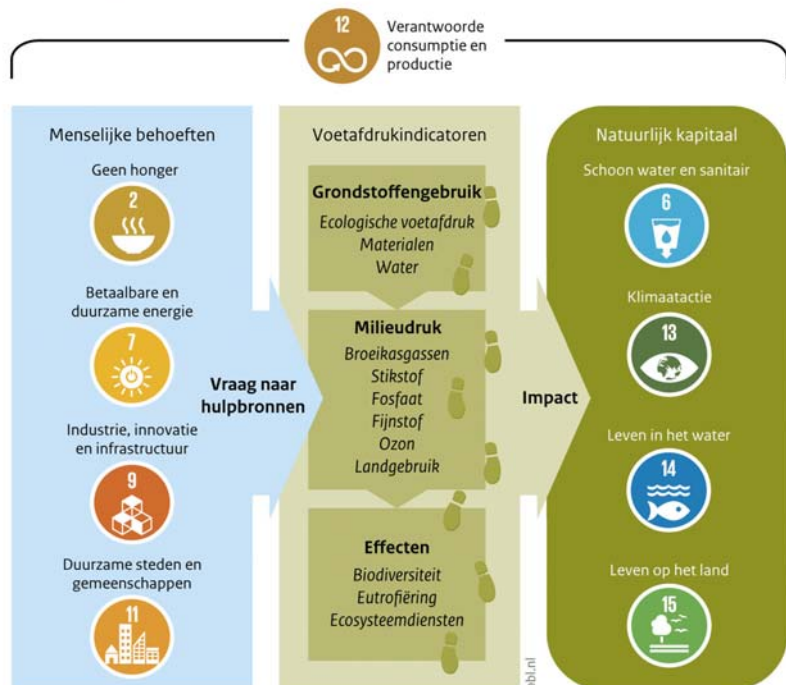 12
Verantwoorde
consumptie en
productie
Menselijke behoeften
Geen honger
2
Betaalbare en
duurzame energie
7
Industrie, innovatie
en infrastructuur
9
Duurzame steden en
gemeenschappen
11
Vraag naar
hulpbronnen
Voetafdrukindicatoren
Grondstoffengebruik
Ecologische voetafdruk
Materialen
Water
Milieudruk
Broeikasgassen
Stikstof
Fosfaat
Fijnstof
Ozon
Landgebruik
Effecten
Biodiversiteit
Eutrofiëring
Ecosysteemdiensten
Impact
Natuurlijk kapitaal
Schoon water en sanitair
6
Klimaatactie
13
Leven in het water
14
Leven op het land
15
pbl.nl